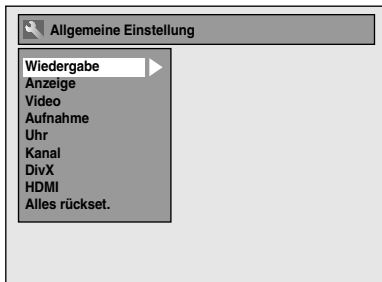 Allgemeine Einstellung
Wiedergabe
Anzeige
Video
Aufnahme
Uhr
Kanal
DivX
HDMI
Alles rückset.